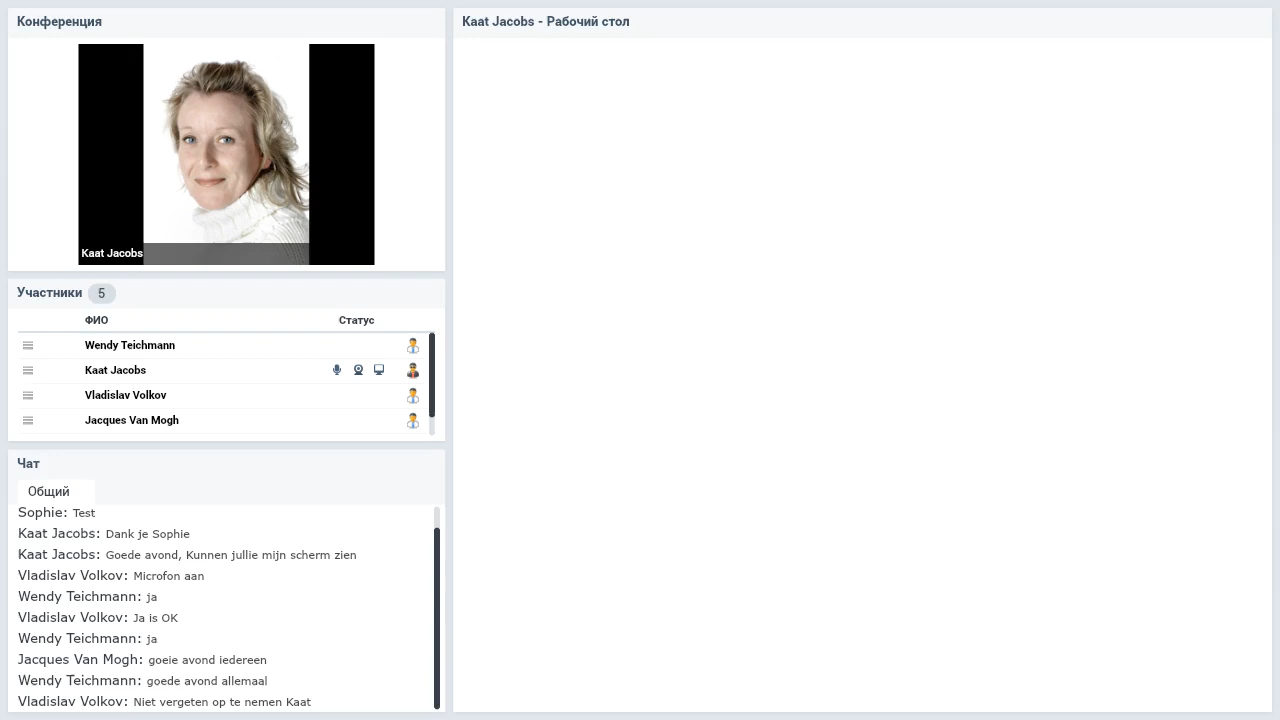 Конференция
Kaat Jacobs
Участники 5
ФИО Статус
Wendy Teichmann
Kaat Jacobs
Vladislav Volkov
Jacques Van Mogh
Чат
Общий
Sophie: Test
Kaat Jacobs: Dank je Sophie
Kaat Jacobs: Goede avond, Kunnen jullie mijn scherm zien
Vladislav Volkov: Microfon aan
Wendy Teichmann: ja
Vladislav Volkov: Ja is OK
Wendy Teichmann: ja
Jacques Van Mogh: goeie avond iedereen
Wendy Teichmann: goede avond allemaal
Vladislav Volkov: Niet vergeten op te nemen Kaat
Kaat Jacobs - Рабочий стол